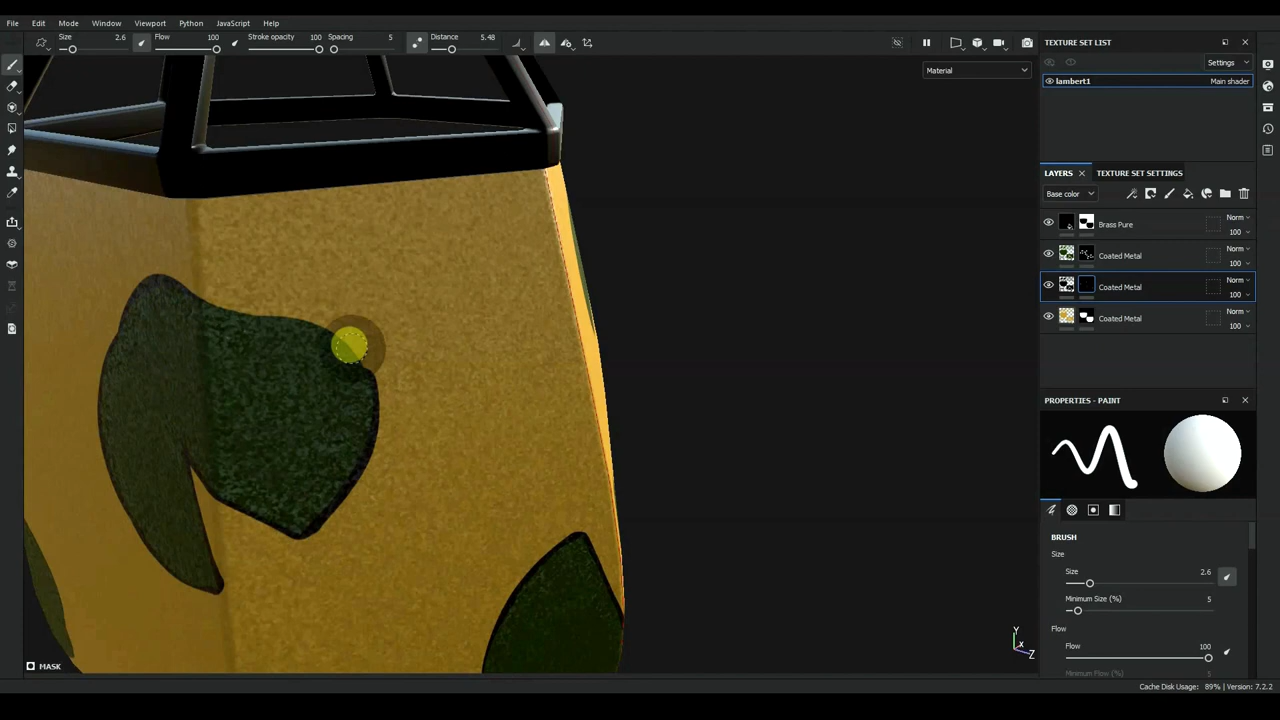 File Edit Mode Window Viewport Python JavaScript Help
Size 2.6 Flow 100 Stroke opacity 100 Spacing 5 Distance 5.48
Material
TEXTURE SET LIST
Settings
lambert1 Main shader
LAYERS TEXTURE SET SETTINGS
Base color
Brass Pure Norm
100
Coated Metal Norm
100
Coated Metal Norm
100
Coated Metal Norm
100
PROPERTIES - PAINT
BRUSH
Size
Size 2.6
Minimum Size (%) 5
Flow
Flow 100
Minimum Flow (%) 5
Y
X
Z
MASK
Cache Disk Usage: 89% | Version: 7.2.2